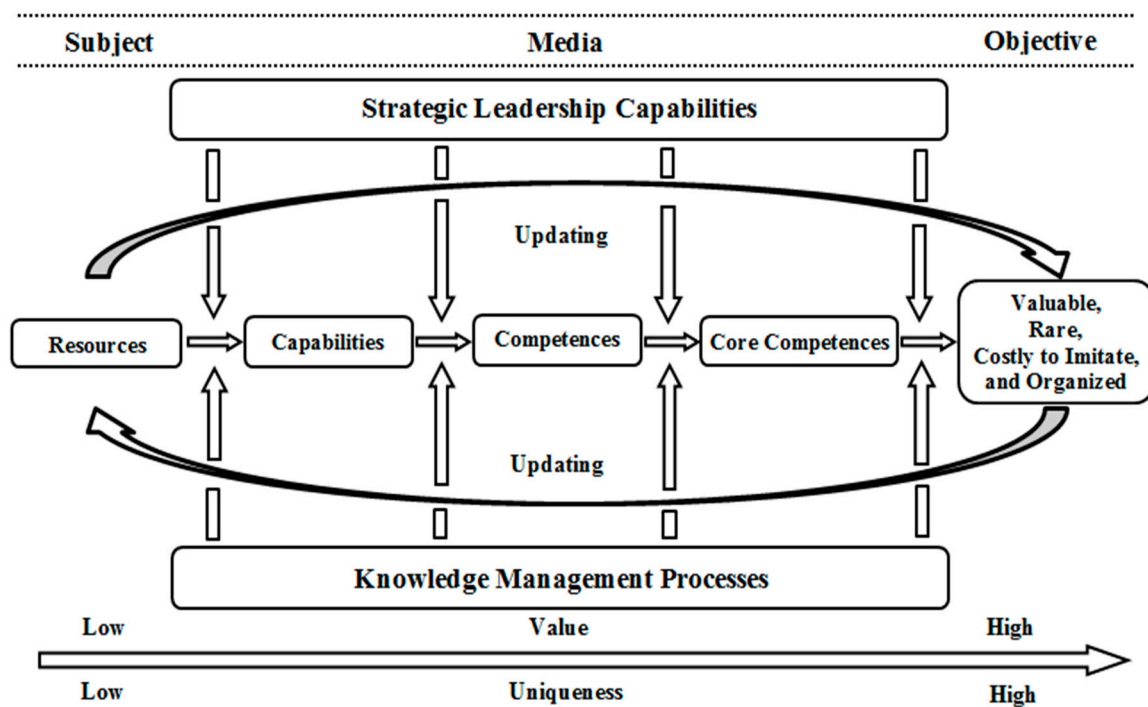 Subject Media Objective
Strategic Leadership Capabilities
Updating
Resources
Capabilities
Competences
Core Competences
Valuable,
Rare,
Costly to Imitate,
and Organized
Updating
Knowledge Management Processes
Low Value High
Low Uniqueness High